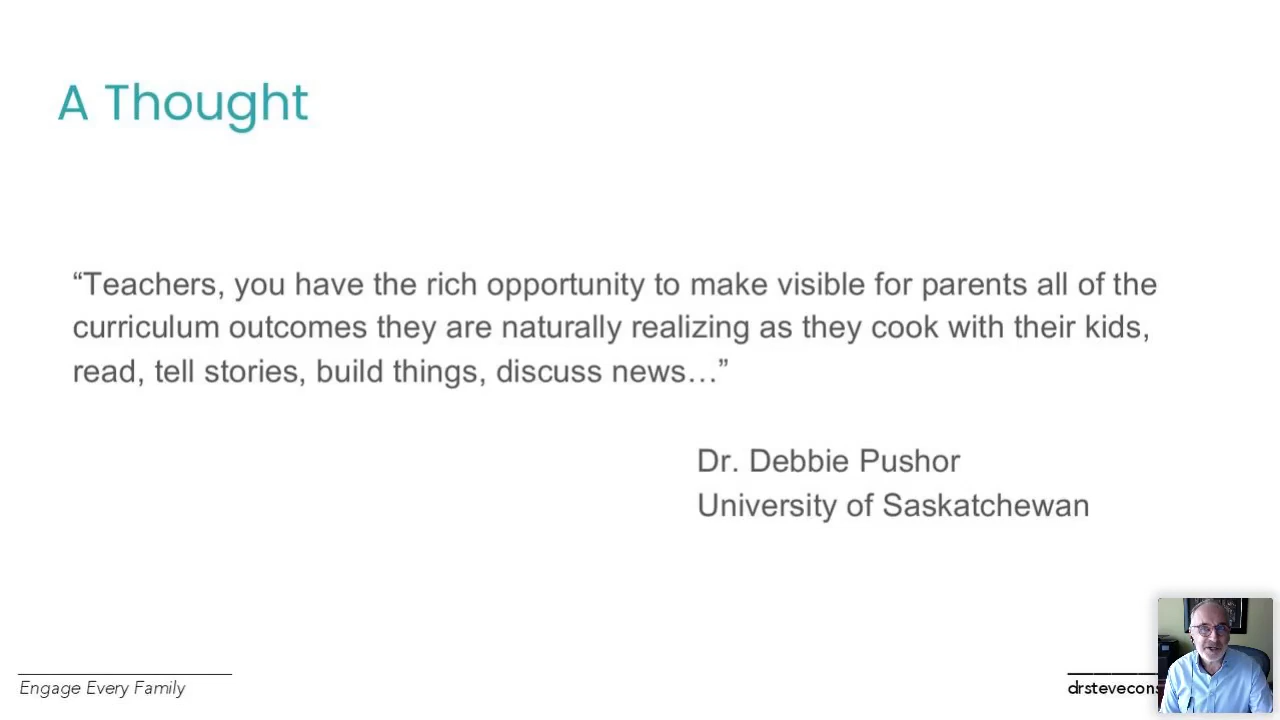 A Thought
“Teachers, you have the rich opportunity to make visible for parents all of the
curriculum outcomes they are naturally realizing as they cook with their kids,
read, tell stories, build things, discuss news…”
Dr. Debbie Pushor
University of Saskatchewan
Engage Every Family